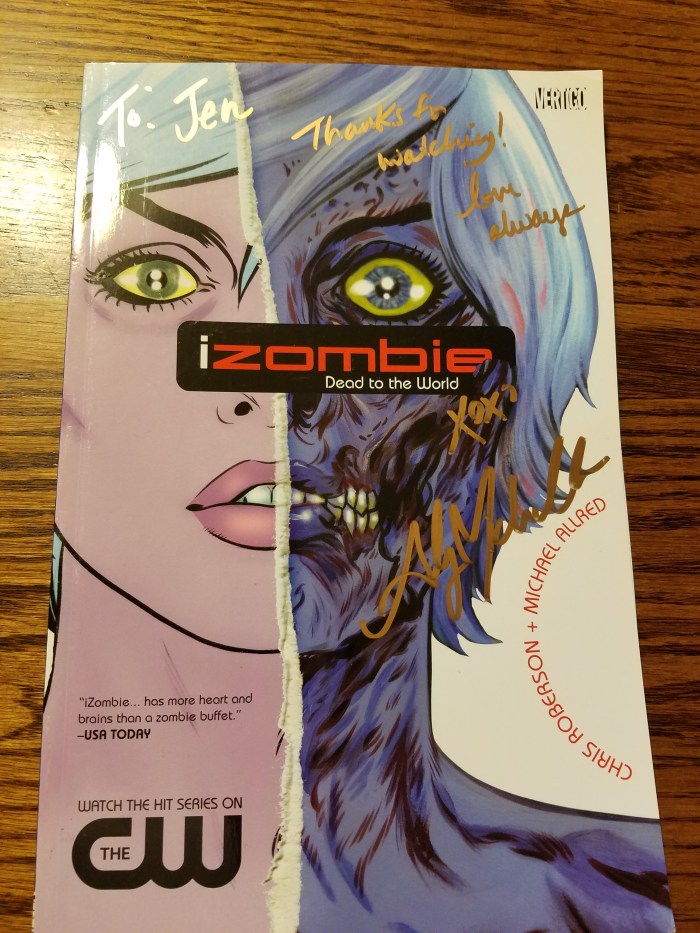 To: Jen
Thanks for
watching!
love
always
VERTIGO
izombie
Dead to the World
xoxo
CHRIS ROBERSON + MICHAEL ALLRED
"iZombie... has more heart and
brains than a zombie buffet."
–USA TODAY
WATCH THE HIT SERIES ON
THE CW